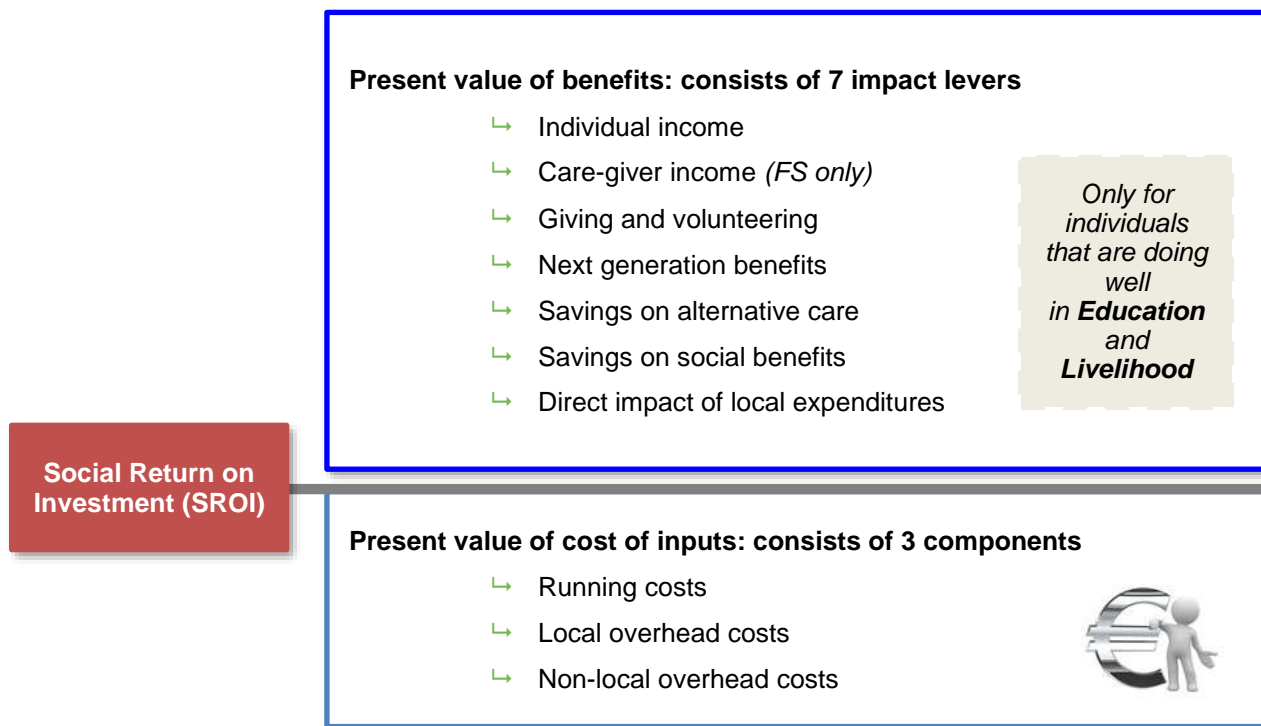 Present value of benefits: consists of 7 impact levers
↳ Individual income
↳ Care-giver income (FS only)
↳ Giving and volunteering
↳ Next generation benefits
↳ Savings on alternative care
↳ Savings on social benefits
↳ Direct impact of local expenditures
Only for
individuals
that are doing
well
in Education
and
Livelihood
Social Return on
Investment (SROI)
Present value of cost of inputs: consists of 3 components
↳ Running costs
↳ Local overhead costs
↳ Non-local overhead costs
€